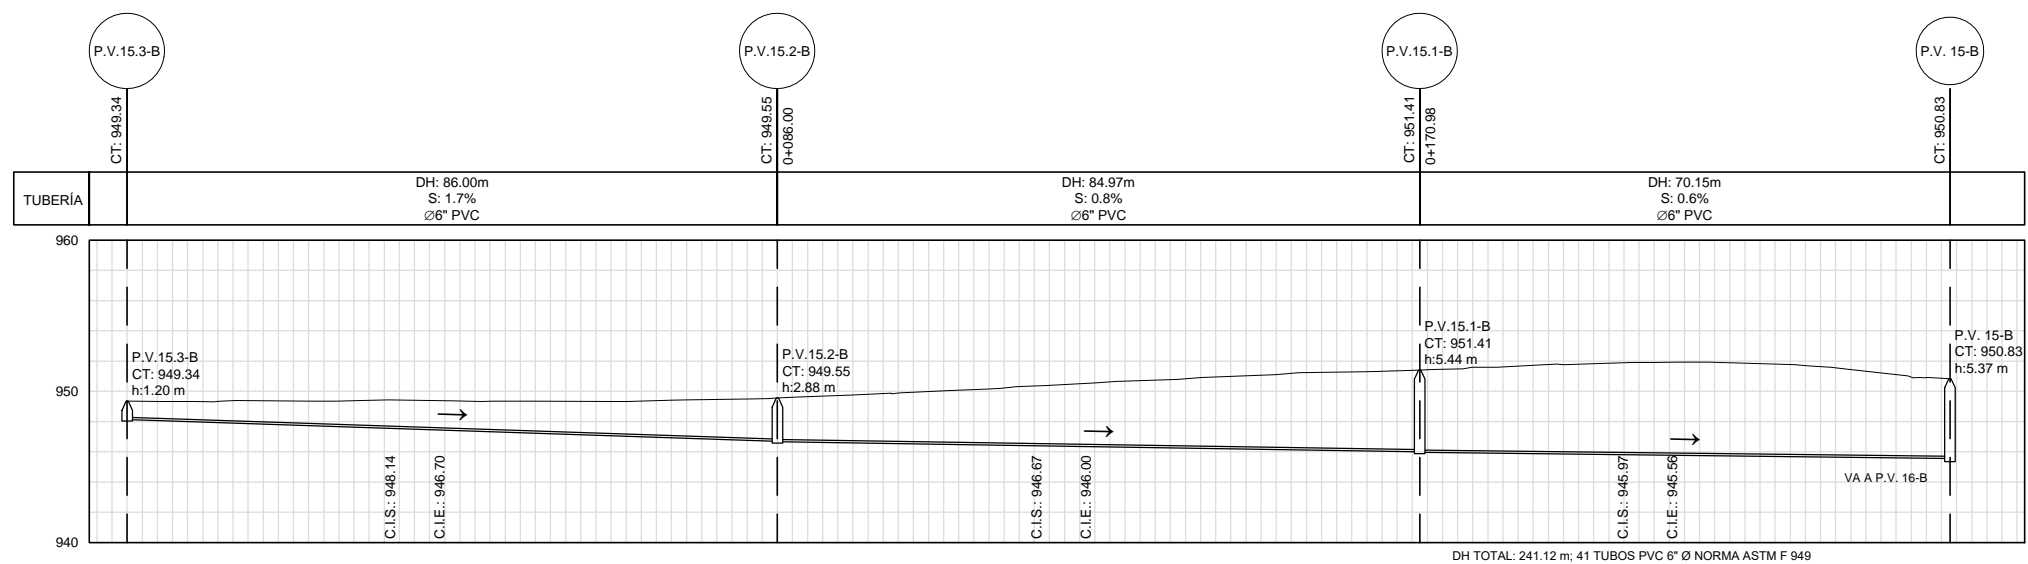 P.V.15.3-B
P.V.15.2-B
P.V.15.1-B
P.V. 15-B
CT: 949.34
CT: 949.55
0+086.00
CT: 951.41
0+170.98
CT: 950.83
TUBERÍA
DH: 86.00m
S: 1.7%
∅6" PVC
DH: 84.97m
S: 0.8%
∅6" PVC
DH: 70.15m
S: 0.6%
∅6" PVC
960
950
940
P.V.15.3-B
CT: 949.34
h:1.20 m
P.V.15.2-B
CT: 949.55
h:2.88 m
P.V.15.1-B
CT: 951.41
h:5.44 m
P.V. 15-B
CT: 950.83
h:5.37 m
C.I.S.: 948.14
C.I.E.: 946.70
C.I.S.: 946.67
C.I.E.: 946.00
C.I.S.: 945.97
C.I.E.: 945.56
VA A P.V. 16-B
DH TOTAL: 241.12 m; 41 TUBOS PVC 6" Ø NORMA ASTM F 949